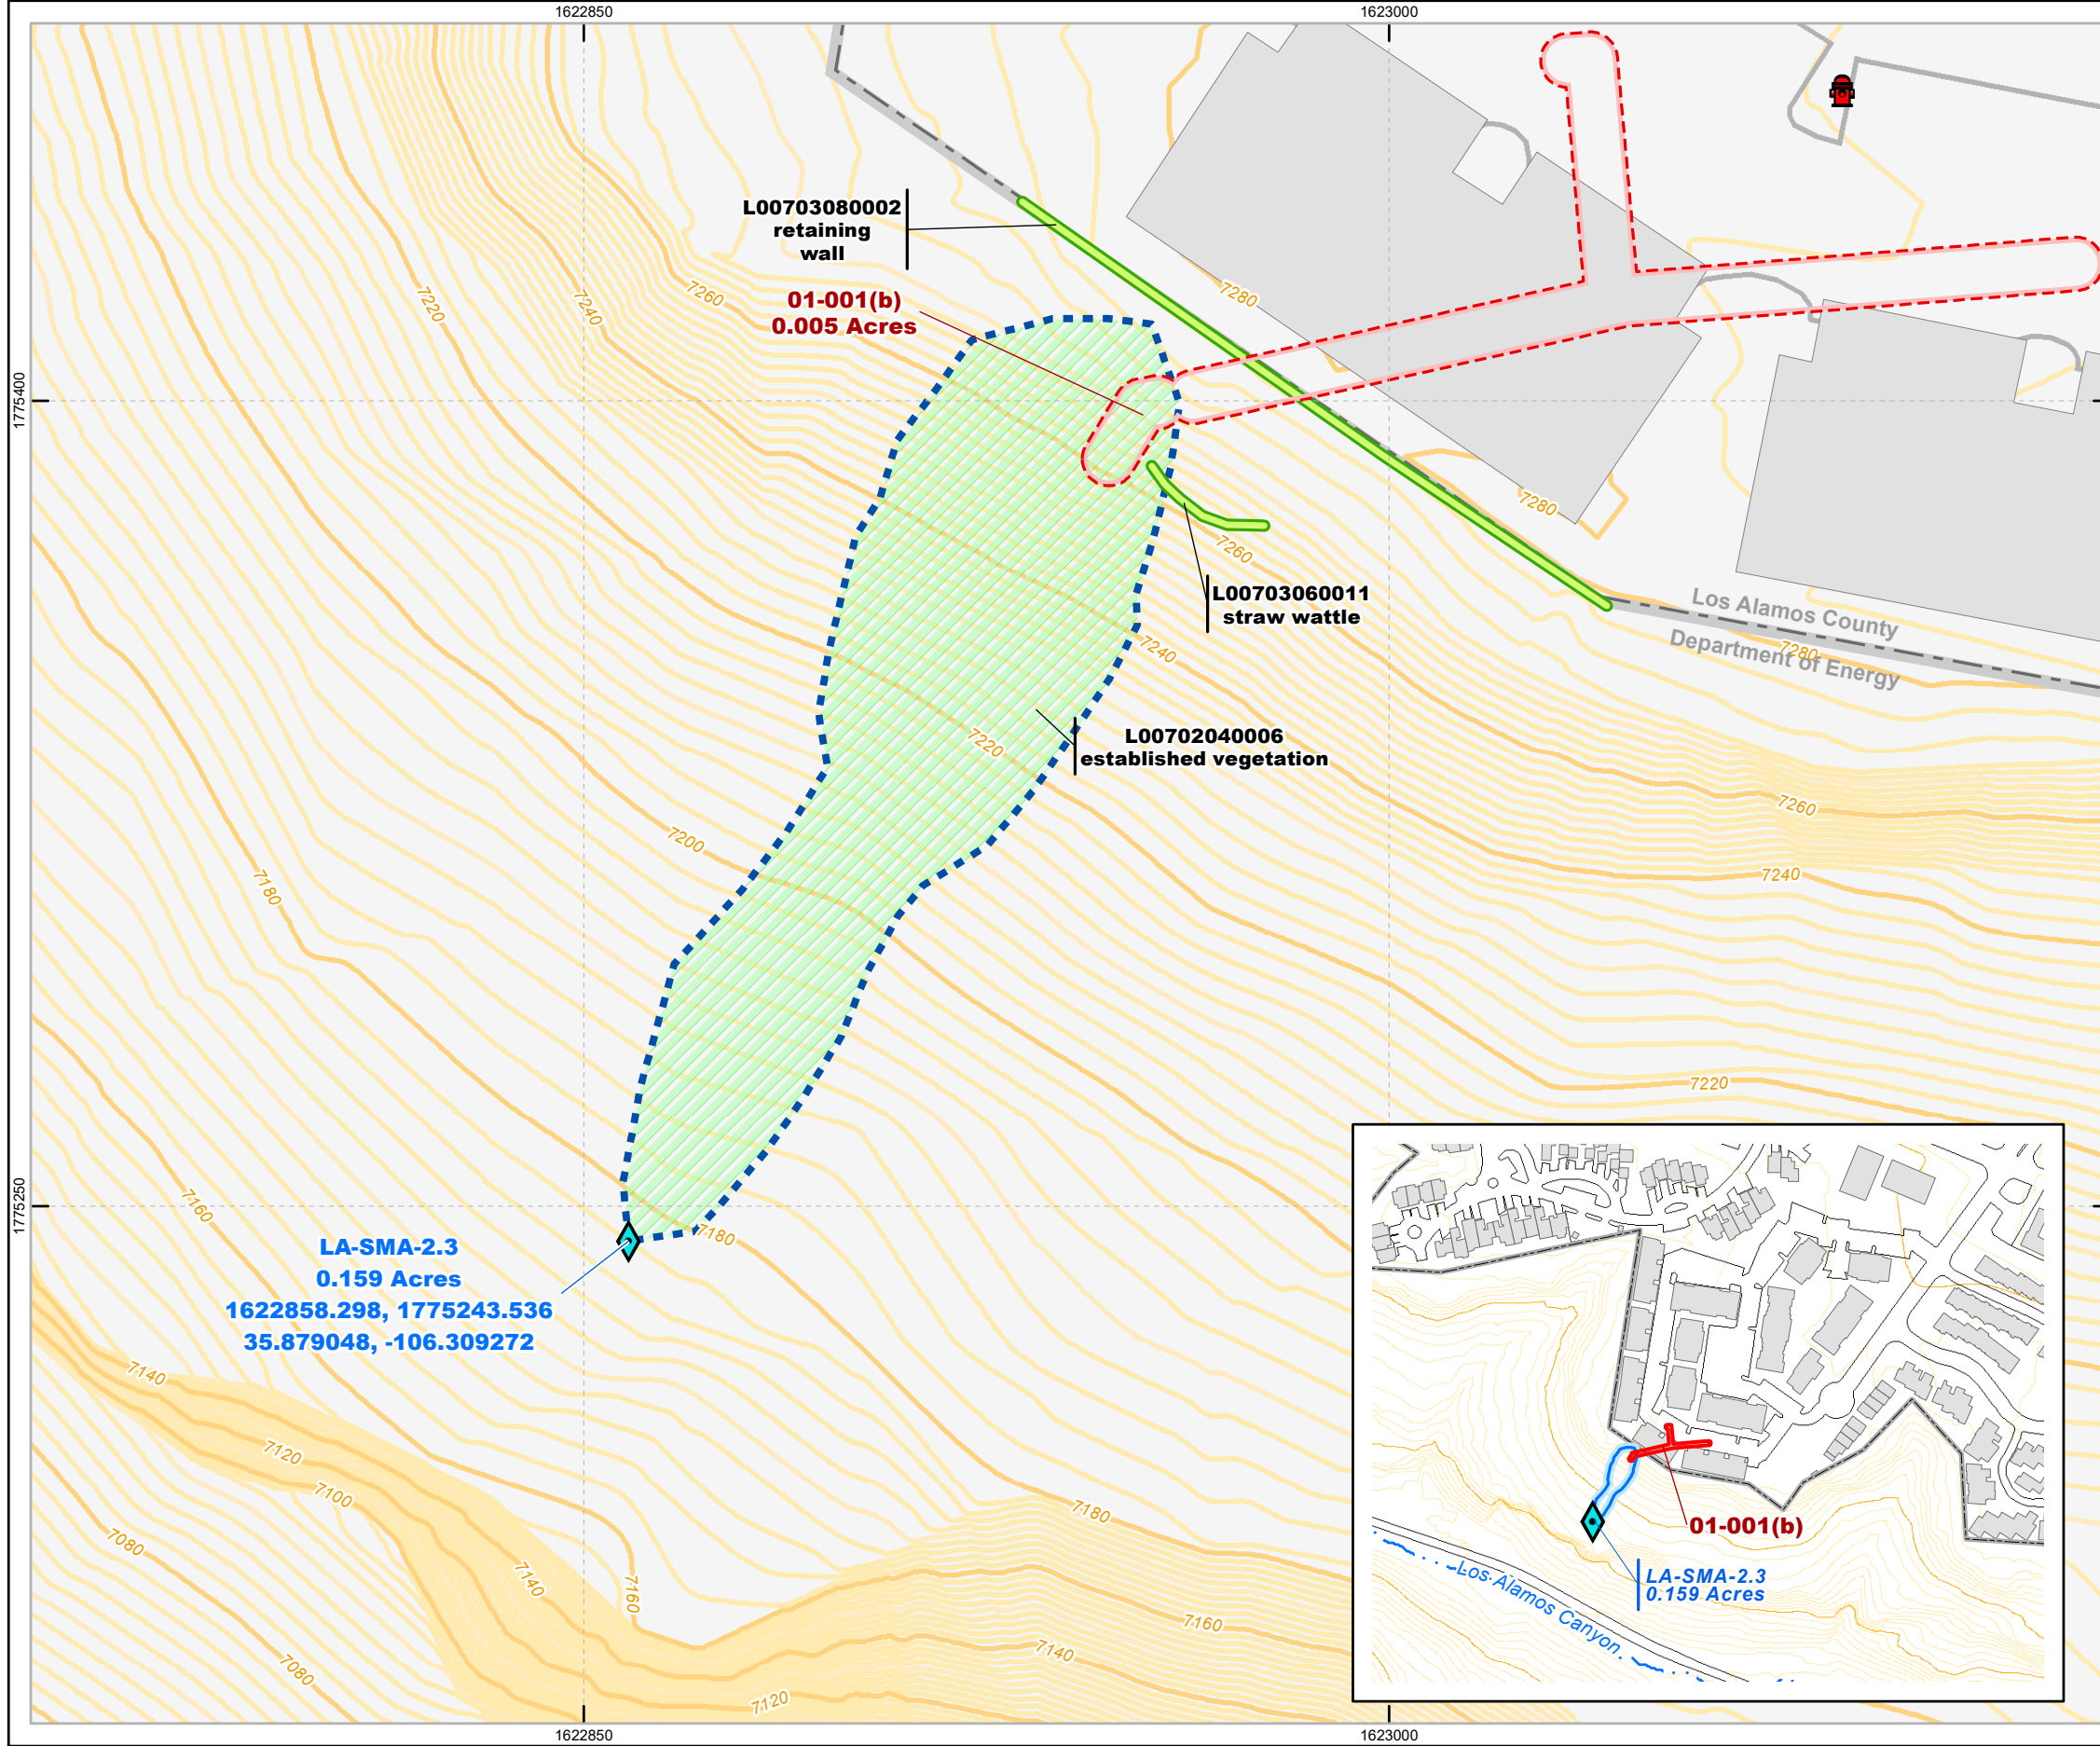 1622850
1623000
1775400
1775250
L00703080002
retaining
wall
01-001(b)
0.005 Acres
7220
7240
7260
7280
7280
7260
L00703060011
straw wattle
Los Alamos County
Department of Energy
7280
7240
L00702040006
established vegetation
7220
7260
7200
7240
7180
7220
7160
7180
LA-SMA-2.3
0.159 Acres
1622858.298, 1775243.536
35.879048, -106.309272
7140
7120
7100
7080
7140
7160
7080
7180
7160
7140
7120
01-001(b)
LA-SMA-2.3
0.159 Acres
Los Alamos Canyon
1622850
1623000